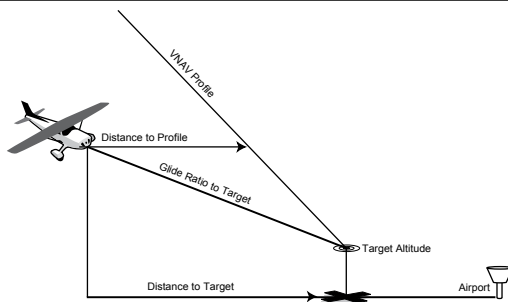 VNAV Profile
Distance to Profile
Glide Ratio to Target
Target Altitude
Distance to Target
Airport